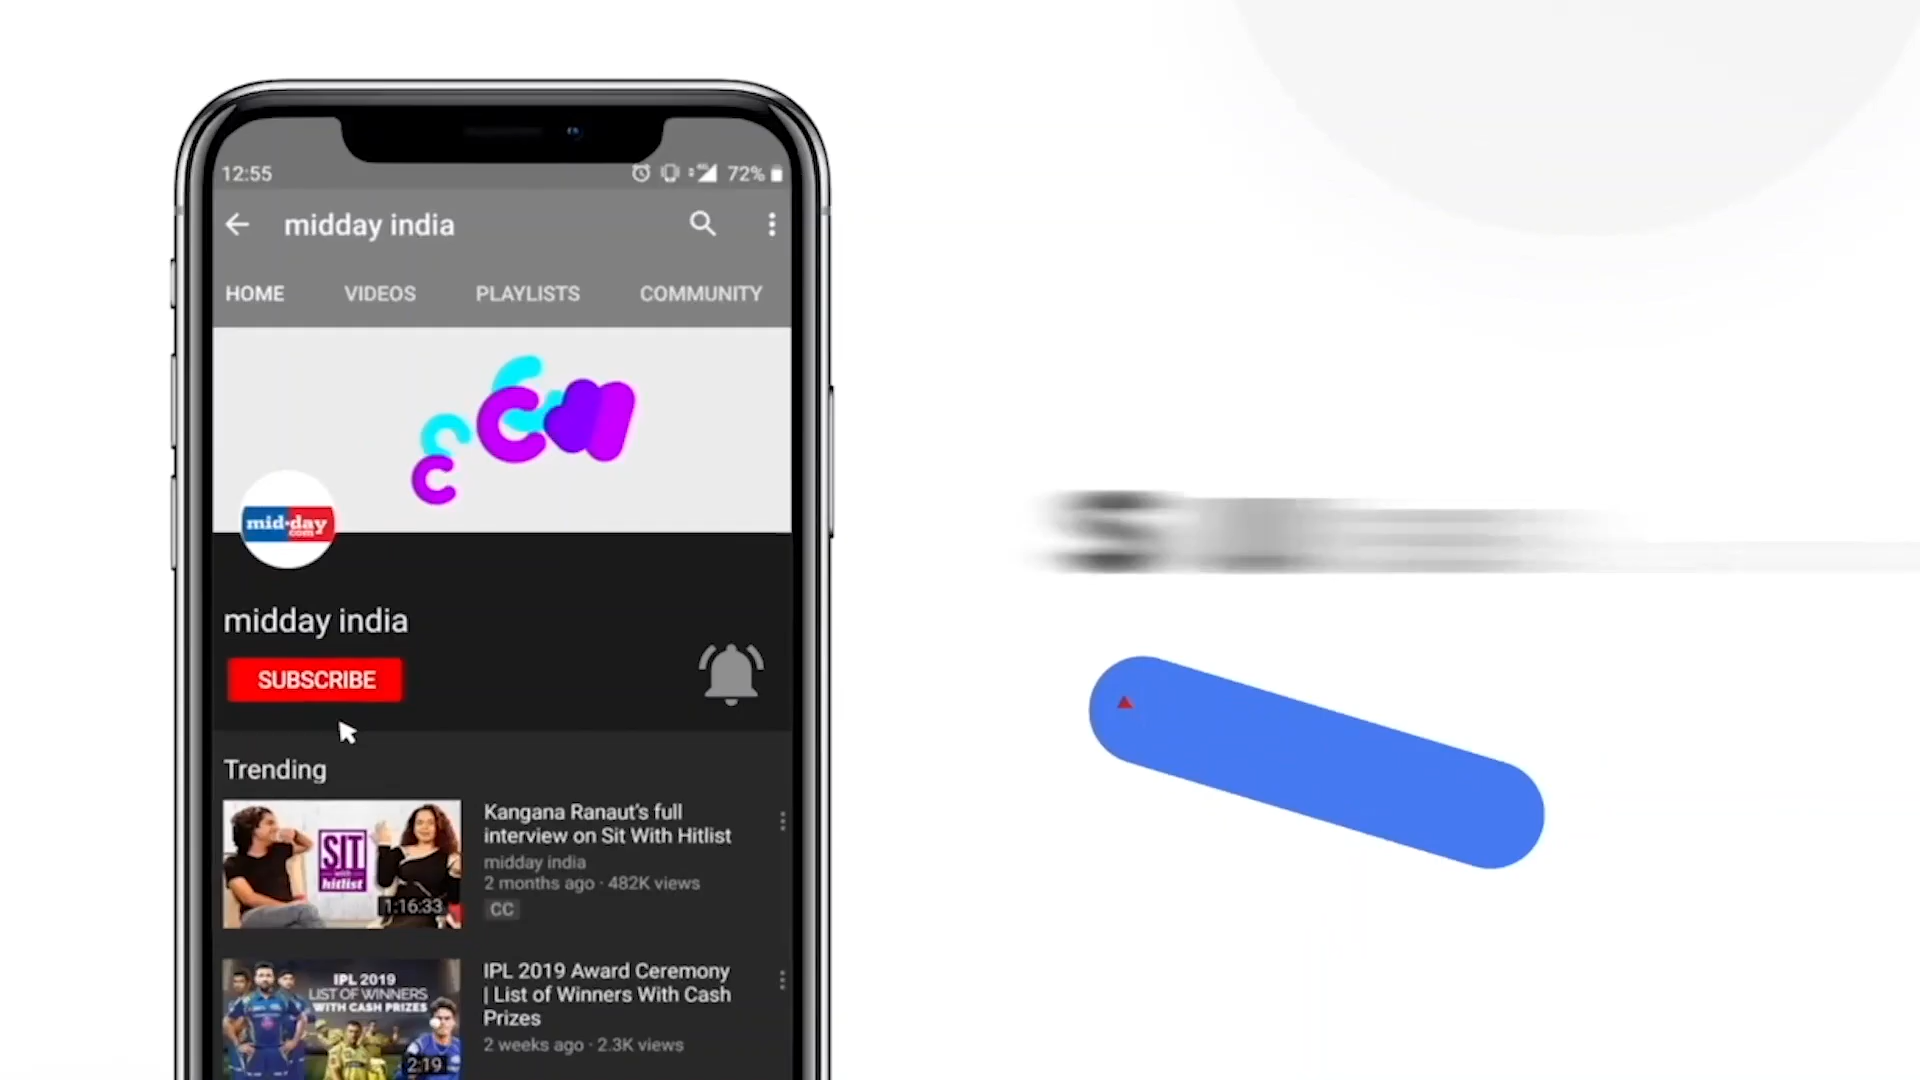 12:55
72%
midday india
HOME VIDEOS PLAYLISTS COMMUNITY
mid-day
com
midday india
SUBSCRIBE
Trending
Kangana Ranaut's full
interview on Sit With Hitlist
midday india
2 months ago · 482K views
CC
SIT
with
hitlist
1:16:33
IPL 2019 Award Ceremony
| List of Winners With Cash
Prizes
2 weeks ago · 2.3K views
IPL 2019
LIST OF WINNERS
WITH CASH PRIZES
2:19